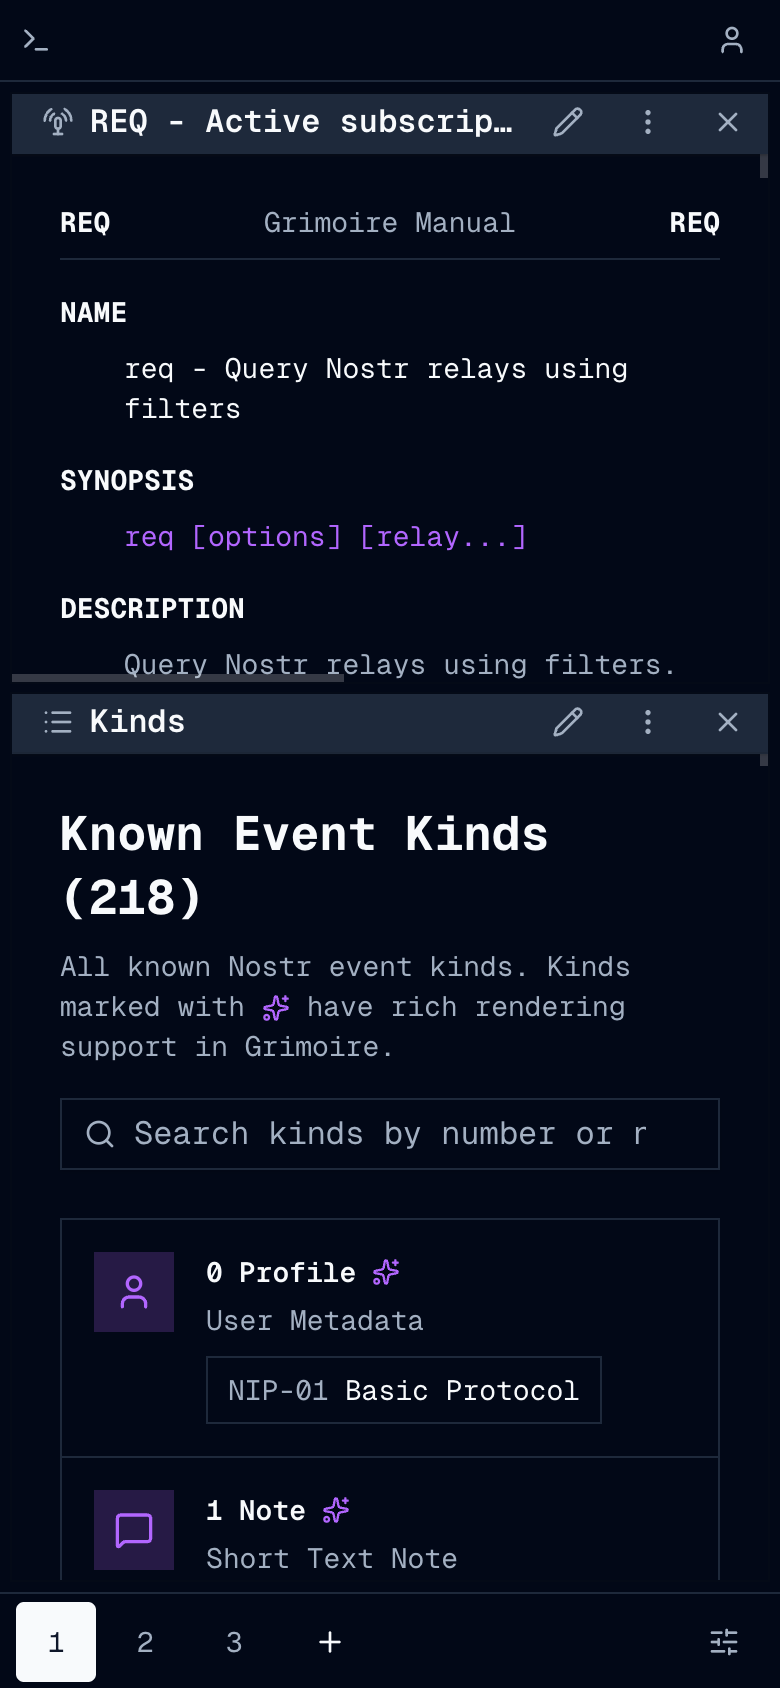 REQ - Active subscrip…
REQ Grimoire Manual REQ
NAME
req - Query Nostr relays using
filters
SYNOPSIS
req [options] [relay...]
DESCRIPTION
Query Nostr relays using filters.
Kinds
Known Event Kinds
(218)
All known Nostr event kinds. Kinds
marked with have rich rendering
support in Grimoire.
Search kinds by number or
0 Profile
User Metadata
NIP-01 Basic Protocol
1 Note
Short Text Note
1 2 3 +